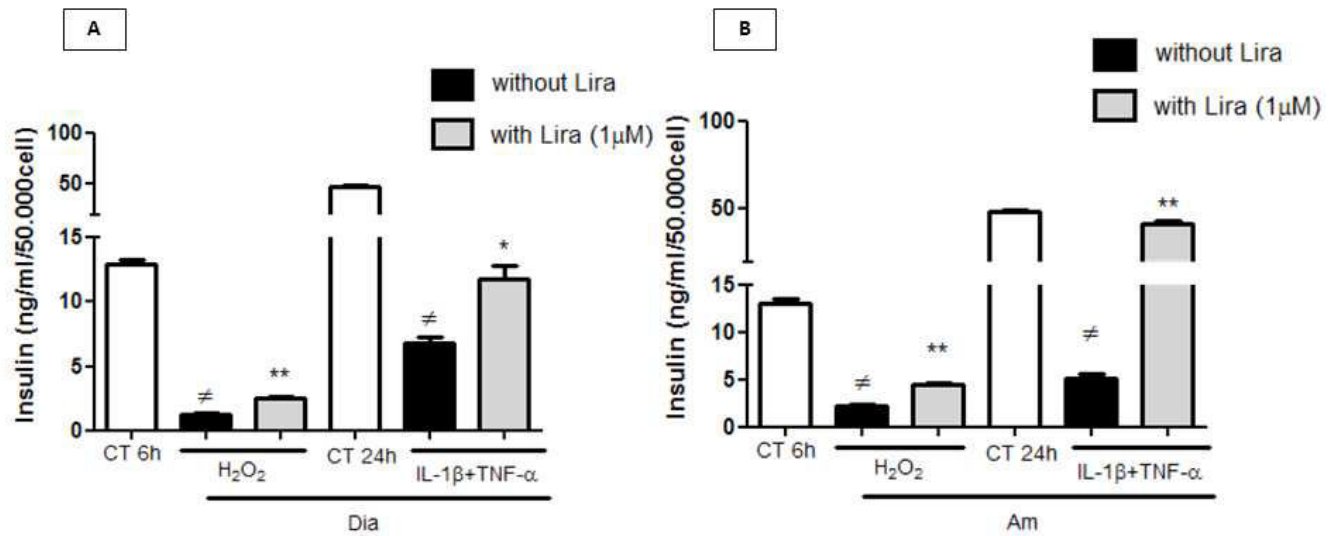 A
without Lira
with Lira (1μM)
Insulin (ng/ml/50.000cell)
100
50
15
10
5
0
≠
**
≠
*
CT 6h
H₂O₂
CT 24h
IL-1β+TNF-α
Dia
B
without Lira
with Lira (1μM)
Insulin (ng/ml/50.000cell)
100
50
15
10
5
0
≠
**
≠
**
CT 6h
H₂O₂
CT 24h
IL-1β+TNF-α
Am